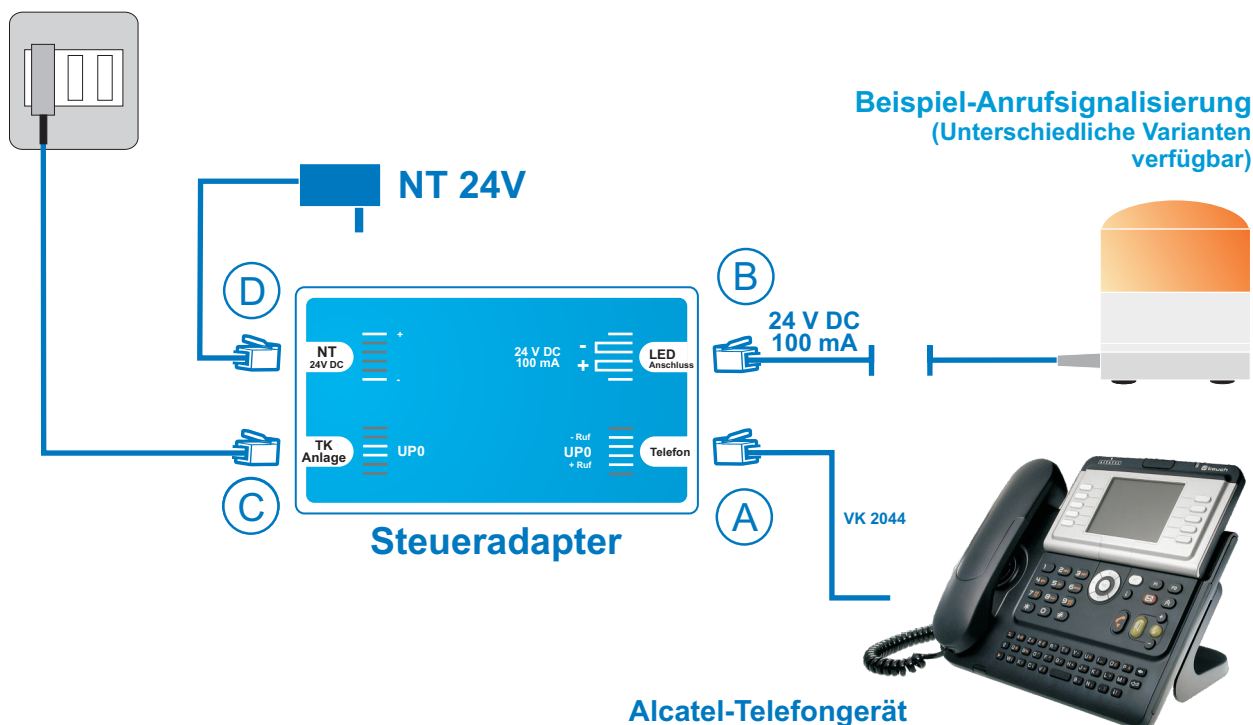 Beispiel-Anrufsignalisierung
(Unterschiedliche Varianten
verfügbar)
NT 24V
D
B
24 V DC
100 mA
NT
24V DC
+
-
24 V DC
100 mA
-
+
LED
Anschluss
TK
Anlage
UP0
- Ruf
UP0
+ Ruf
Telefon
C
A
Steueradapter
VK 2044
Alcatel-Telefongerät